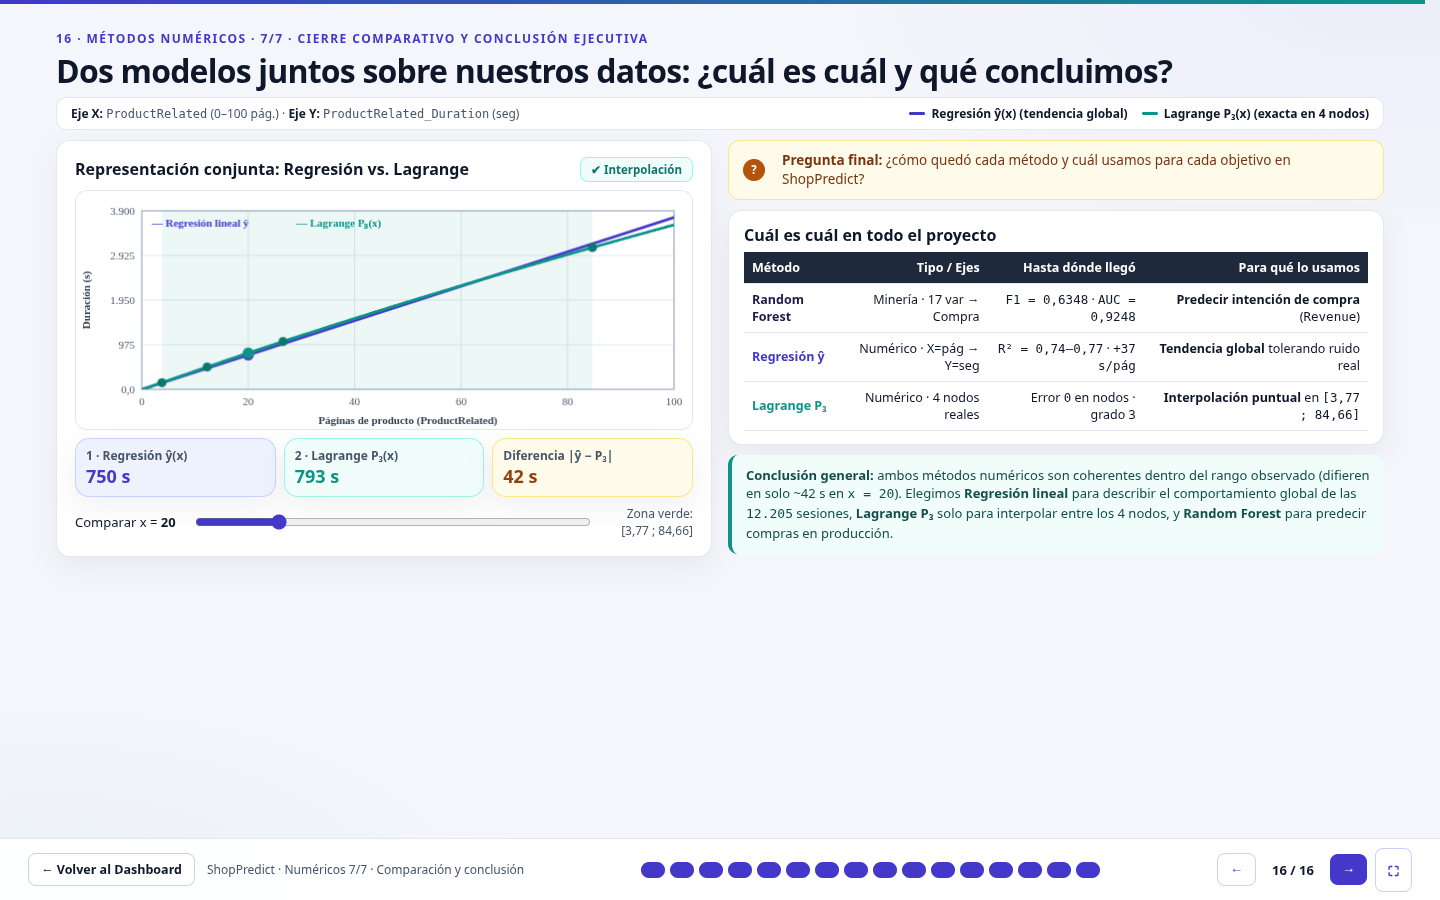 16 · MÉTODOS NUMÉRICOS · 7/7 · CIERRE COMPARATIVO Y CONCLUSIÓN EJECUTIVA
Dos modelos juntos sobre nuestros datos: ¿cuál es cuál y qué concluimos?
Eje X: ProductRelated (0–100 pág.) · Eje Y: ProductRelated_Duration (seg)
Regresión ŷ(x) (tendencia global)
Lagrange P₃(x) (exacta en 4 nodos)
Representación conjunta: Regresión vs. Lagrange
✔ Interpolación
— Regresión lineal ŷ
— Lagrange P₃(x)
3.900
2.925
1.950
975
0,0
Duración (s)
0
20
40
60
80
100
Páginas de producto (ProductRelated)
1 · Regresión ŷ(x)
750 s
2 · Lagrange P₃(x)
793 s
Diferencia |ŷ − P₃|
42 s
Comparar x = 20
Zona verde:
[3,77 ; 84,66]
?
Pregunta final: ¿cómo quedó cada método y cuál usamos para cada objetivo en
ShopPredict?
Cuál es cuál en todo el proyecto
Método Tipo / Ejes Hasta dónde llegó Para qué lo usamos
Random Minería · 17 var → F1 = 0,6348 · AUC = Predecir intención de compra
Forest Compra 0,9248 (Revenue)
Regresión ŷ Numérico · X=pág → R² = 0,74–0,77 · +37 Tendencia global tolerando ruido
Y=seg s/pág real
Lagrange P₃ Numérico · 4 nodos Error 0 en nodos · Interpolación puntual en [3,77
reales grado 3 ; 84,66]
Conclusión general: ambos métodos numéricos son coherentes dentro del rango observado (difieren
en solo ~42 s en x = 20). Elegimos Regresión lineal para describir el comportamiento global de las
12.205 sesiones, Lagrange P₃ solo para interpolar entre los 4 nodos, y Random Forest para predecir
compras en producción.
← Volver al Dashboard
ShopPredict · Numéricos 7/7 · Comparación y conclusión
←
16 / 16
→